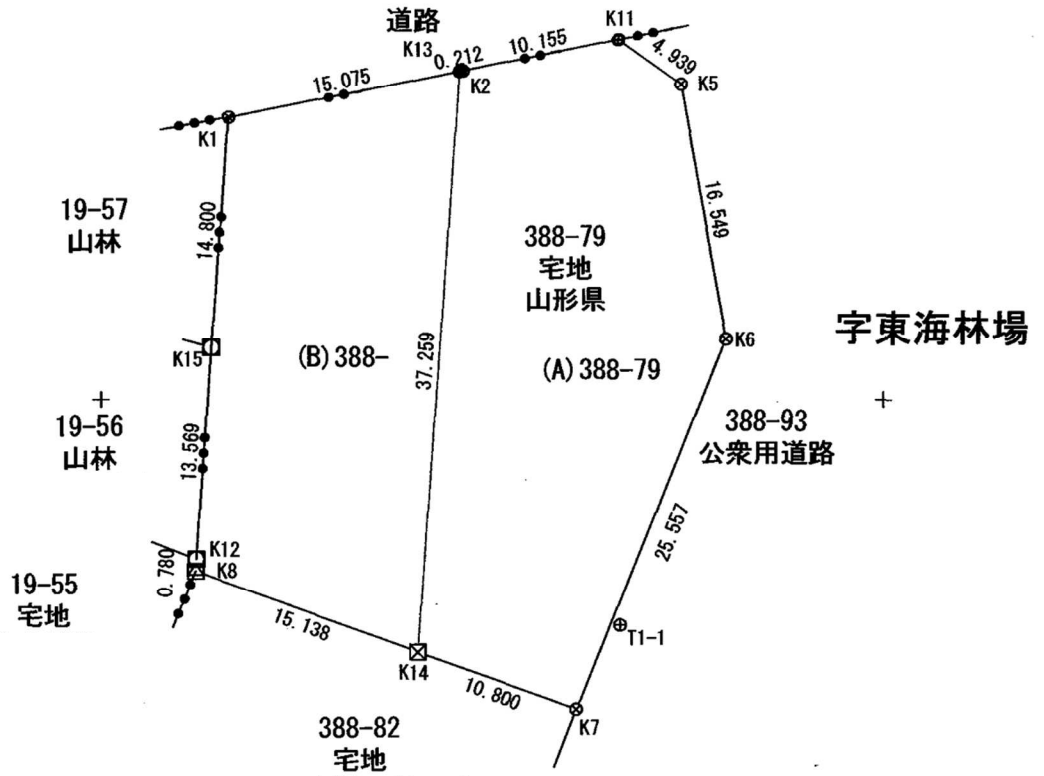 道路
K11
K13
0.212
10.155
4.939
K2
K5
15.075
K1
19-57
山林
14.800
16.549
388-79
宅地
山形県
字東海林場
K15
(B)388-
37.259
(A)388-79
K6
19-56
山林
13.569
388-93
公衆用道路
K12
K8
0.780
19-55
宅地
15.138
25.557
T1-1
K14
10.800
K7
388-82
宅地